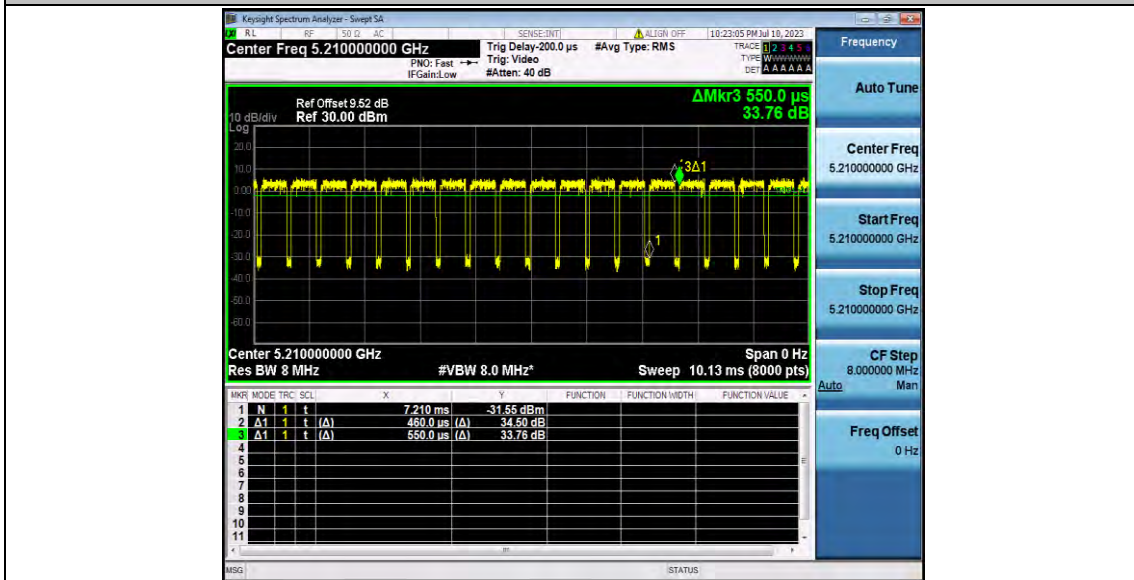 Keysight Spectrum Analyzer - Swept SA
RL RF 50 Ω AC SENSE:INT ALIGN OFF 10:23:05 PM Jul 10, 2023
Center Freq 5.210000000 GHz
PNO: Fast
IFGain:Low
Trig Delay-200.0 µs
Trig: Video
#Atten: 40 dB
#Avg Type: RMS
TRACE 1 2 3 4 5 6
TYPE WWWWWW
DET A A A A A A
Frequency
Auto Tune
Center Freq
5.210000000 GHz
Start Freq
5.210000000 GHz
Stop Freq
5.210000000 GHz
CF Step
8.000000 MHz
Auto Man
Freq Offset
0 Hz
ΔMkr3 550.0 µs
33.76 dB
Ref Offset 9.52 dB
10 dB/div Ref 30.00 dBm
Log
20.0
10.0
0.00
-10.0
-20.0
-30.0
-40.0
-50.0
-60.0
3Δ1
1
Center 5.210000000 GHz Span 0 Hz
Res BW 8 MHz #VBW 8.0 MHz* Sweep 10.13 ms (8000 pts)
MKR MODE TRC SCL X Y FUNCTION FUNCTION WIDTH FUNCTION VALUE
1 N 1 t 7.210 ms -31.55 dBm
2 Δ1 1 t (Δ) 460.0 µs (Δ) 34.50 dB
3 Δ1 1 t (Δ) 550.0 µs (Δ) 33.76 dB
4
5
6
7
8
9
10
11
MSG STATUS